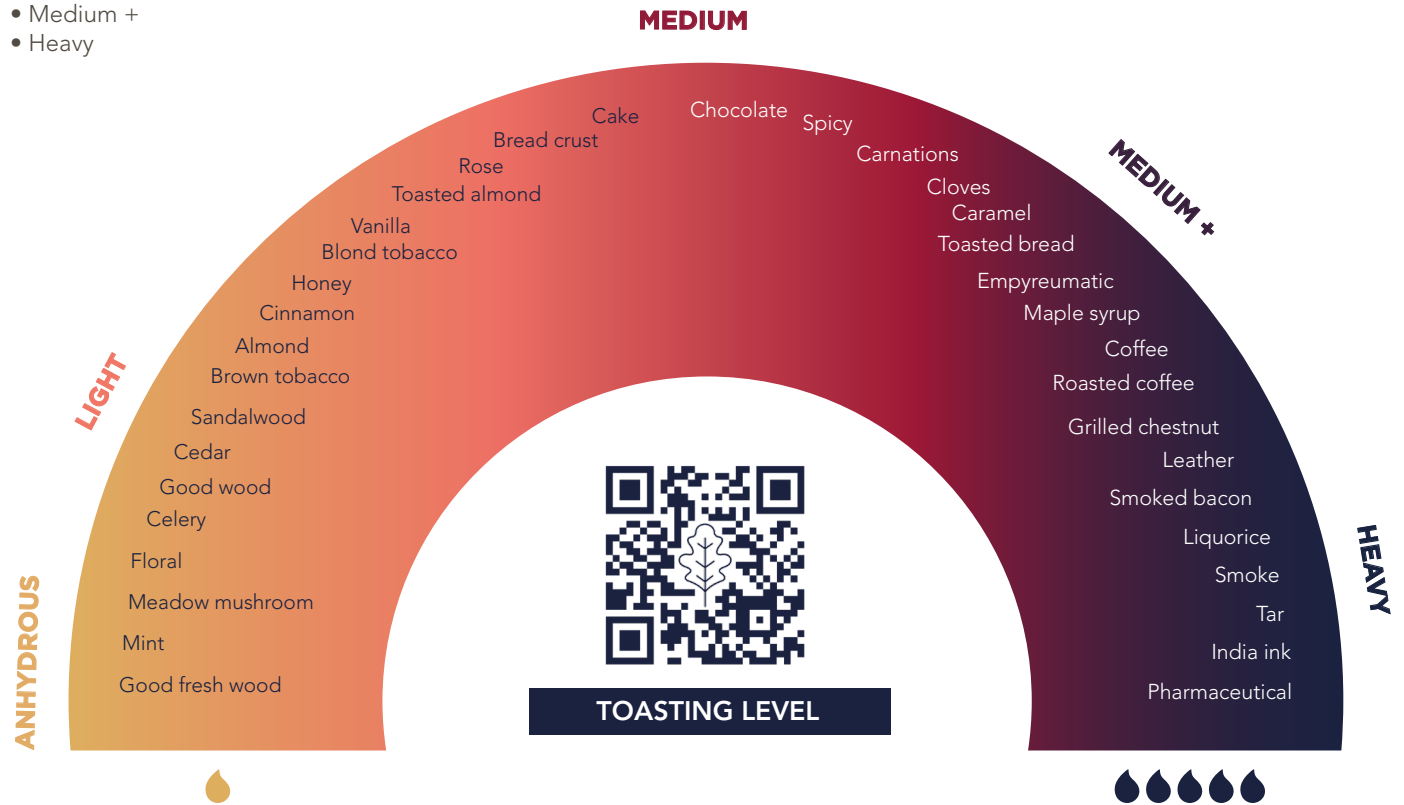 • Medium +
• Heavy
MEDIUM
MEDIUM +
LIGHT
HEAVY
ANHYDROUS
Cake
Bread crust
Rose
Toasted almond
Vanilla
Blond tobacco
Honey
Cinnamon
Almond
Brown tobacco
Sandalwood
Cedar
Good wood
Celery
Floral
Meadow mushroom
Mint
Good fresh wood
Chocolate
Spicy
Carnations
Cloves
Caramel
Toasted bread
Empyreumatic
Maple syrup
Coffee
Roasted coffee
Grilled chestnut
Leather
Smoked bacon
Liquorice
Smoke
Tar
India ink
Pharmaceutical
TOASTING LEVEL